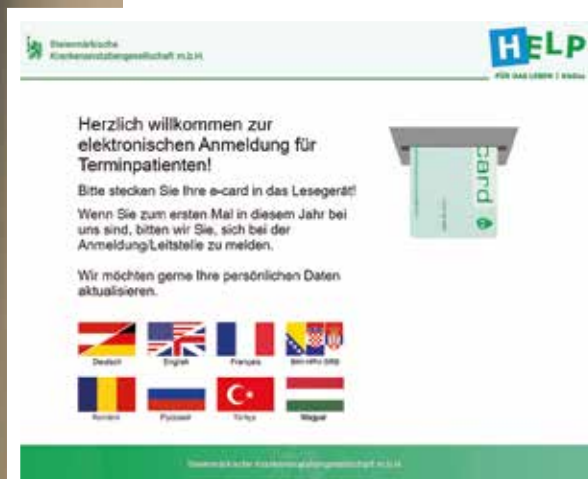 Steiermärkische
Krankenanstaltengesellschaft m.b.H.
HELP
FÜR DAS LEBEN
Herzlich willkommen zur
elektronischen Anmeldung für
Terminpatienten!
Bitte stecken Sie Ihre e-card in das Lesegerät!
Wenn Sie zum ersten Mal in diesem Jahr bei
uns sind, bitten wir Sie, sich bei der
Anmeldung/Leitstelle zu melden.
Wir möchten gerne Ihre persönlichen Daten
aktualisieren.
card
Deutsch
English
Français
BiH-HRV-SRB
Română
Русский
Türkçe
Magyar
Steiermärkische Krankenanstaltengesellschaft m.b.H.